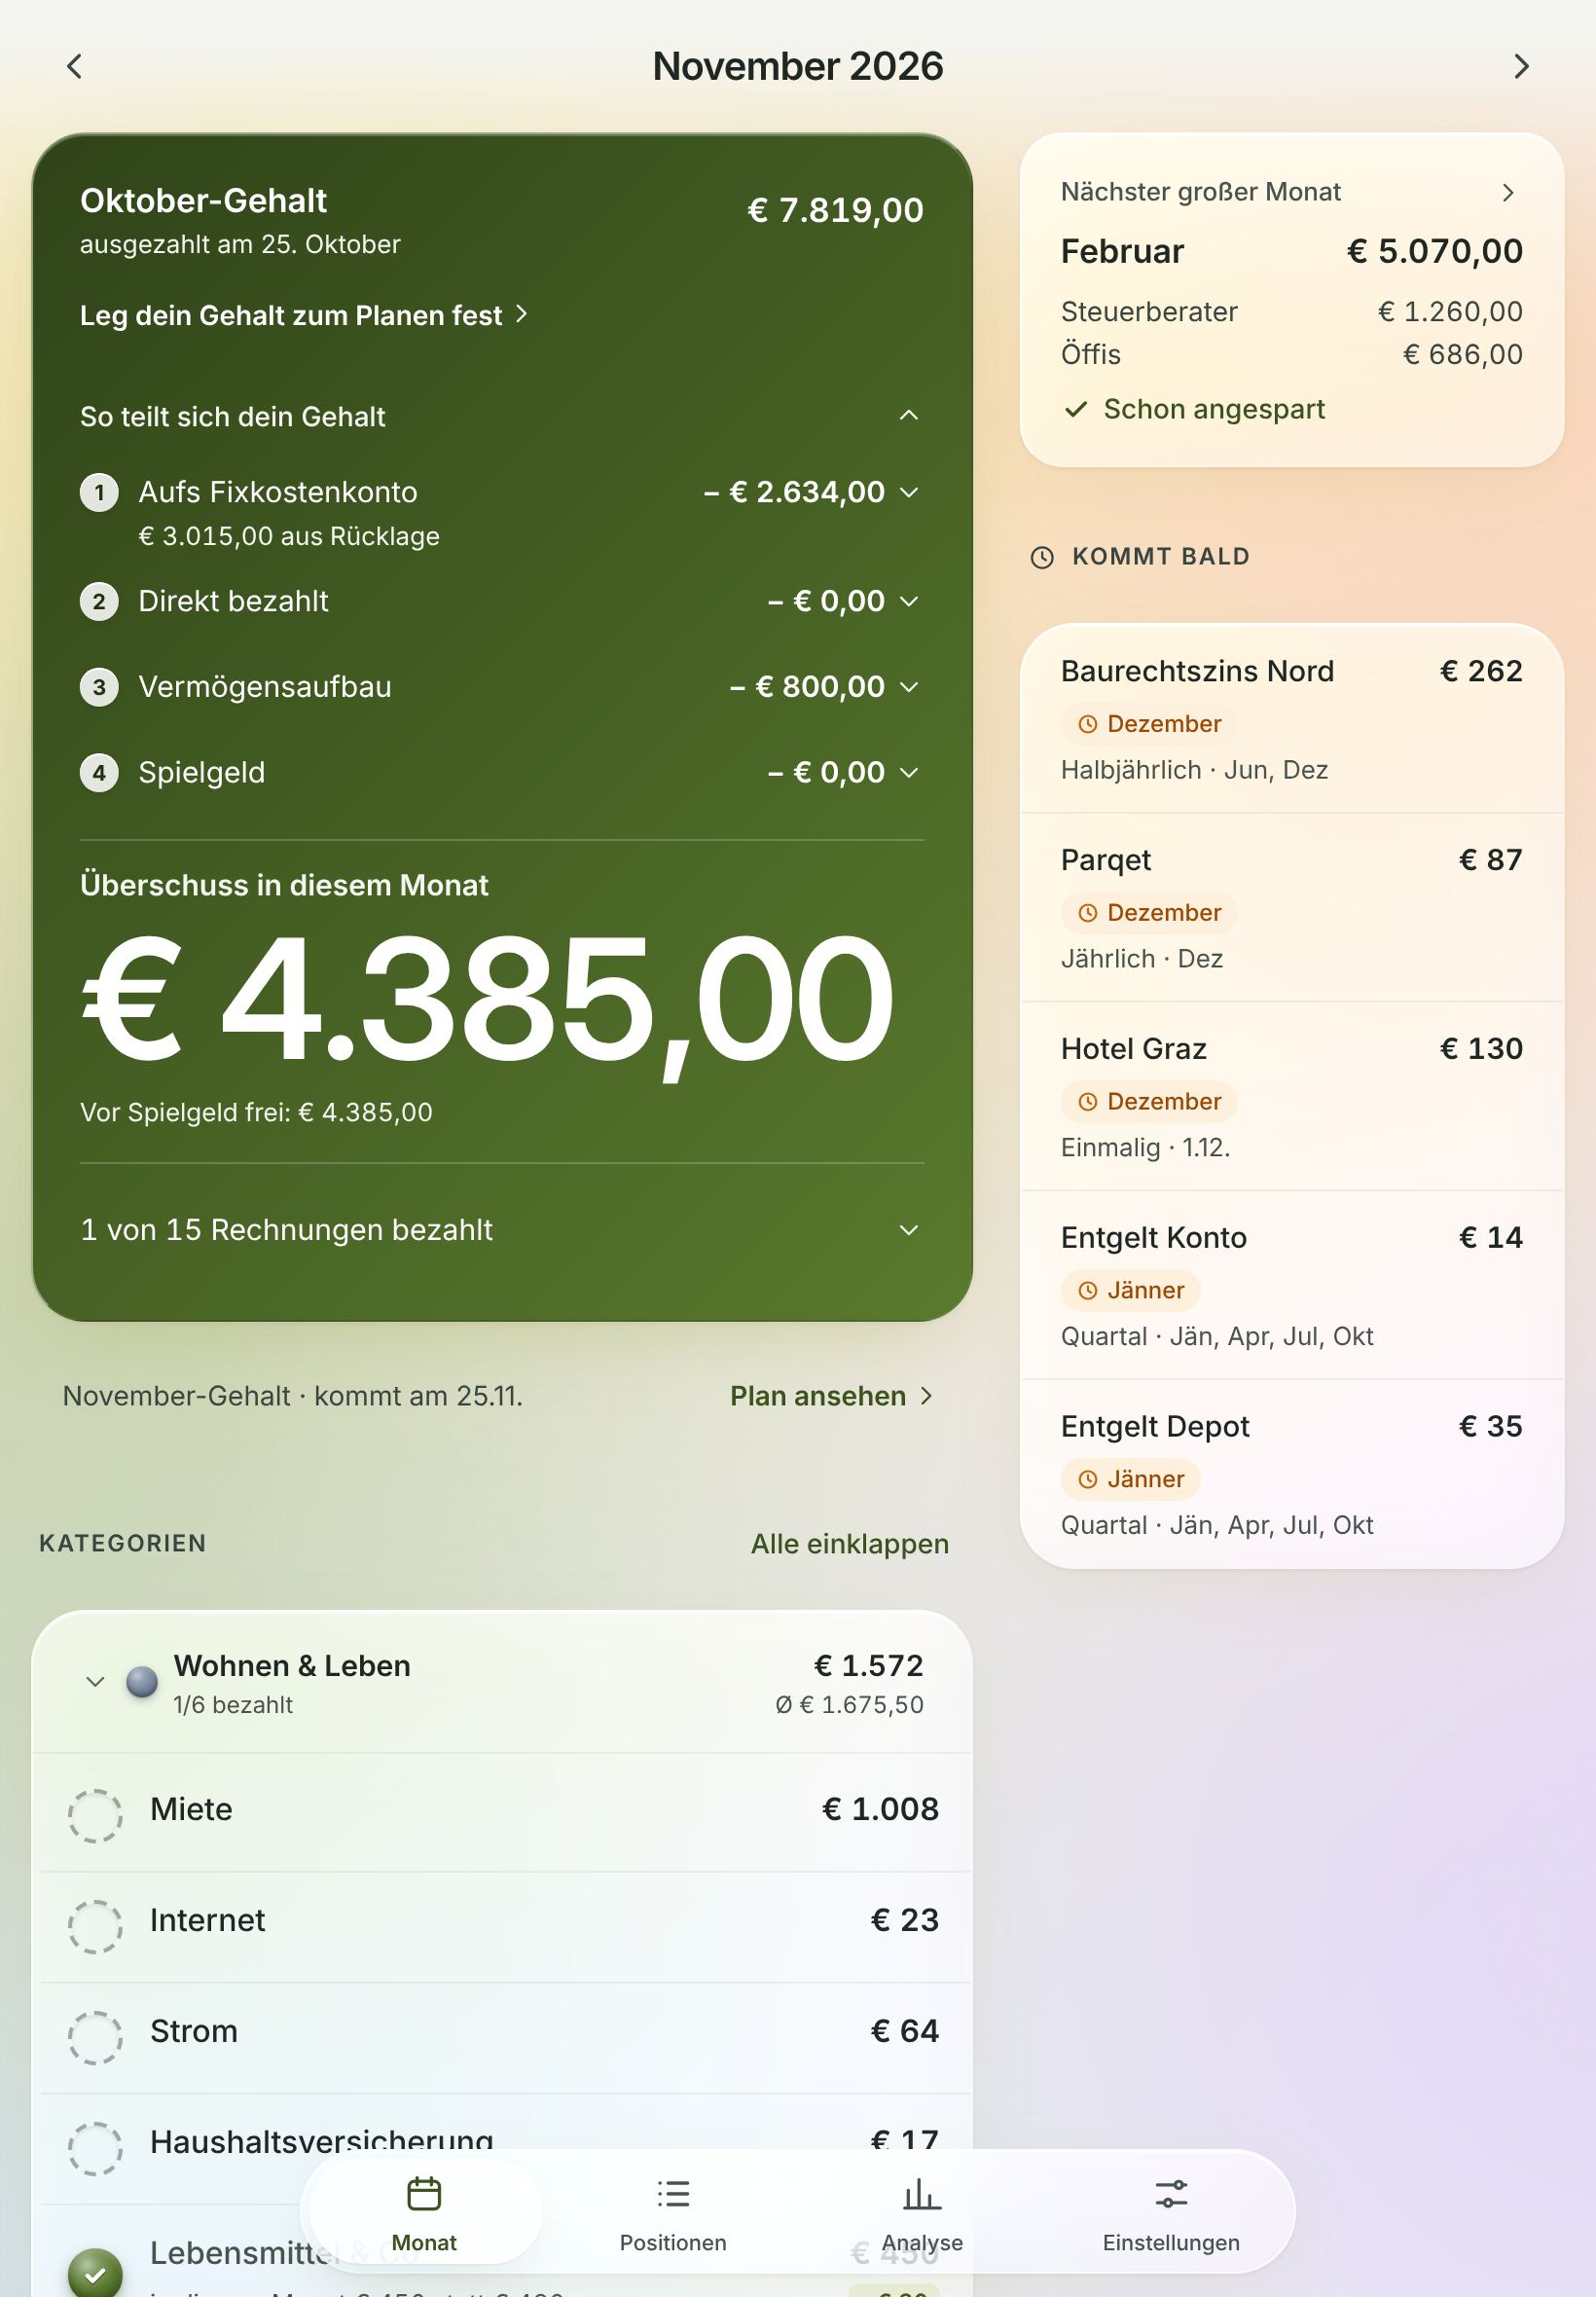 November 2026
Oktober-Gehalt
€ 7.819,00
ausgezahlt am 25. Oktober
Leg dein Gehalt zum Planen fest
So teilt sich dein Gehalt
1 Aufs Fixkostenkonto – € 2.634,00
€ 3.015,00 aus Rücklage
2 Direkt bezahlt – € 0,00
3 Vermögensaufbau – € 800,00
4 Spielgeld – € 0,00
Überschuss in diesem Monat
€ 4.385,00
Vor Spielgeld frei: € 4.385,00
1 von 15 Rechnungen bezahlt
November-Gehalt · kommt am 25.11. Plan ansehen
KATEGORIEN Alle einklappen
Wohnen & Leben € 1.572
1/6 bezahlt Ø € 1.675,50
Miete € 1.008
Internet € 23
Strom € 64
Haushaltsversicherung € 17
Lebensmittel & Co € 450
Nächster großer Monat
Februar € 5.070,00
Steuerberater € 1.260,00
Öffis € 686,00
Schon angespart
KOMMT BALD
Baurechtszins Nord € 262
Dezember
Halbjährlich · Jun, Dez
Parqet € 87
Dezember
Jährlich · Dez
Hotel Graz € 130
Dezember
Einmalig · 1.12.
Entgelt Konto € 14
Jänner
Quartal · Jän, Apr, Jul, Okt
Entgelt Depot € 35
Jänner
Quartal · Jän, Apr, Jul, Okt
Monat
Positionen
Analyse
Einstellungen